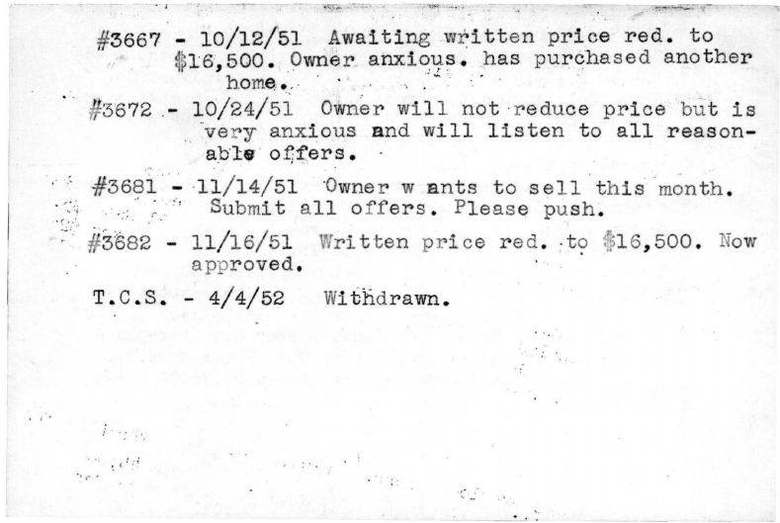 #3667 - 10/12/51 Awaiting written price red. to
$16,500. Owner anxious. has purchased another
home.
#3672 - 10/24/51 Owner will not reduce price but is
very anxious and will listen to all reason-
able offers.
#3681 - 11/14/51 Owner w ants to sell this month.
Submit all offers. Please push.
#3682 - 11/16/51 Written price red. to $16,500. Now
approved.
T.C.S. - 4/4/52 Withdrawn.